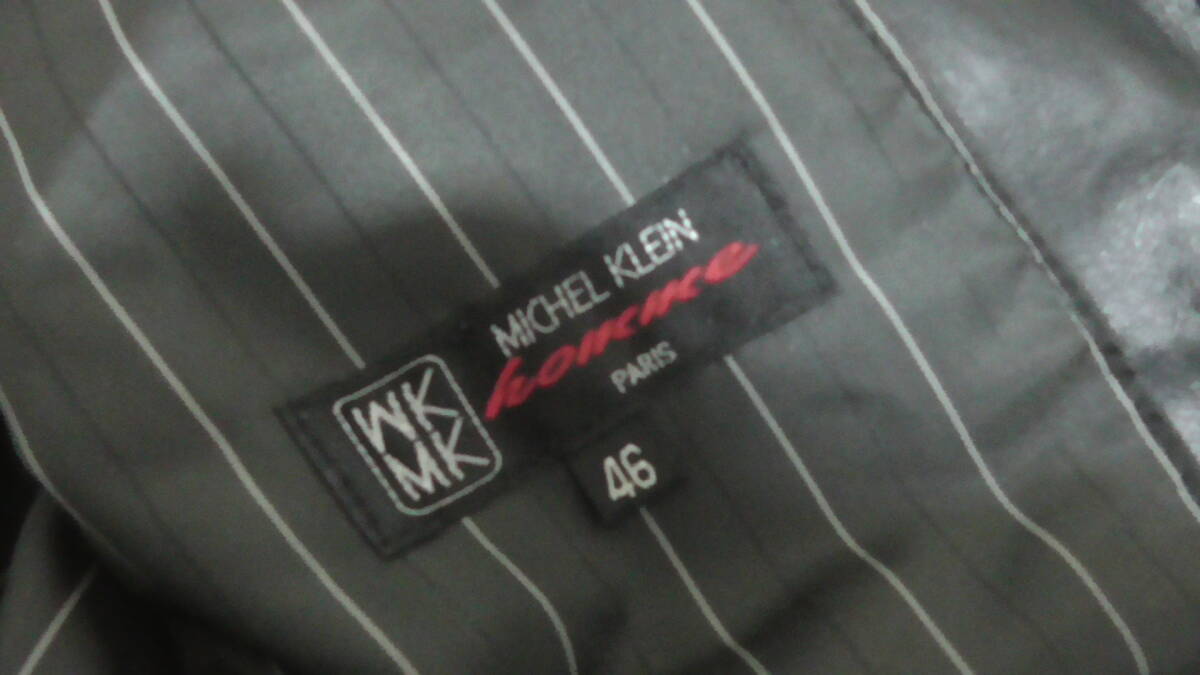 WK
MK
MICHEL KLEIN
homme
PARIS
46